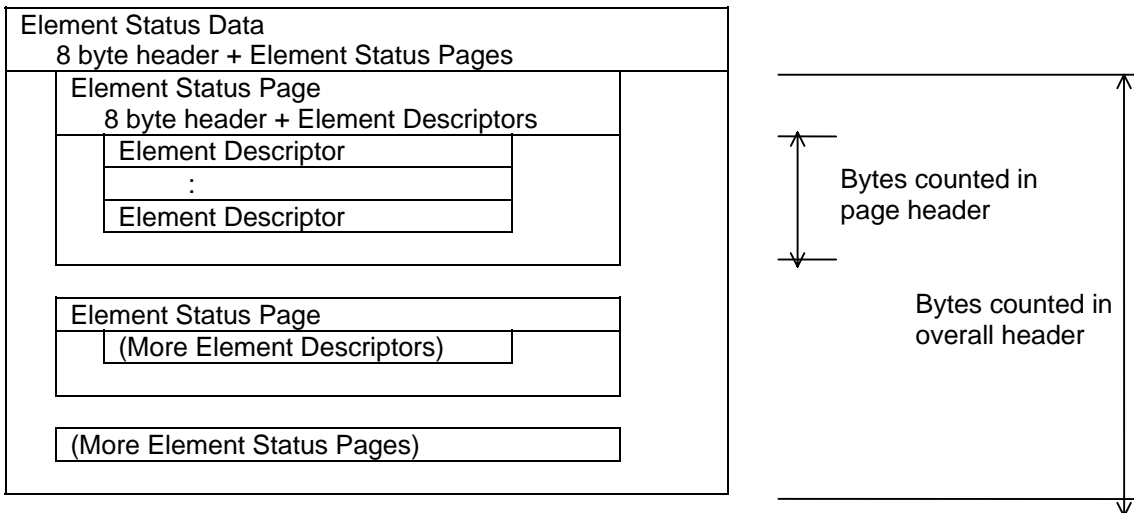 Element Status Data
8 byte header + Element Status Pages
Element Status Page
8 byte header + Element Descriptors
Element Descriptor
:
Element Descriptor
Bytes counted in
page header
Element Status Page
(More Element Descriptors)
Bytes counted in
overall header
(More Element Status Pages)